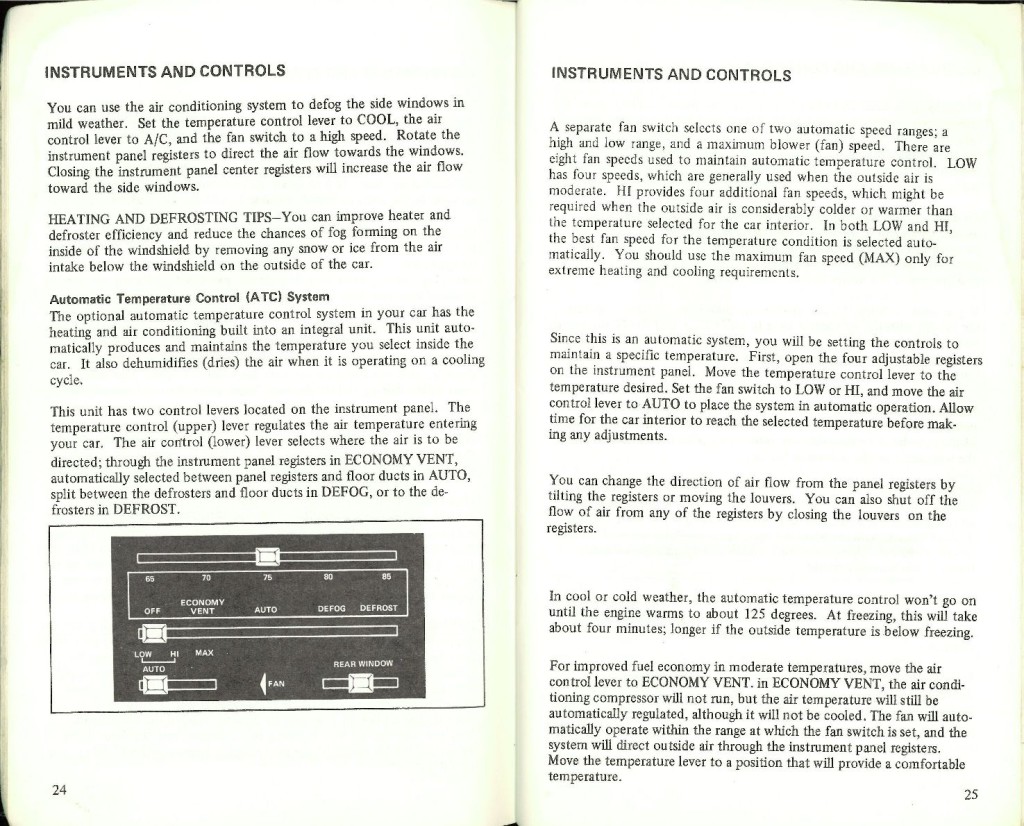 INSTRUMENTS AND CONTROLS
You can use the air conditioning system to defog the side windows in
mild weather. Set the temperature control lever to COOL, the air
control lever to A/C, and the fan switch to a high speed. Rotate the
instrument panel registers to direct the air flow towards the windows.
Closing the instrument panel center registers will increase the air flow
toward the side windows.
HEATING AND DEFROSTING TIPS—You can improve heater and
defroster efficiency and reduce the chances of fog forming on the
inside of the windshield by removing any snow or ice from the air
intake below the windshield on the outside of the car.
Automatic Temperature Control (ATC) System
The optional automatic temperature control system in your car has the
heating and air conditioning built into an integral unit. This unit auto-
matically produces and maintains the temperature you select inside the
car. It also dehumidifies (dries) the air when it is operating on a cooling
cycle.
This unit has two control levers located on the instrument panel. The
temperature control (upper) lever regulates the air temperature entering
your car. The air control (lower) lever selects where the air is to be
directed; through the instrument panel registers in ECONOMY VENT,
automatically selected between panel registers and floor ducts in AUTO,
split between the defrosters and floor ducts in DEFOG, or to the de-
frosters in DEFROST.
65 70 75 80 85
OFF ECONOMY VENT AUTO DEFOG DEFROST
LOW HI MAX
AUTO
FAN
REAR WINDOW
24
INSTRUMENTS AND CONTROLS
A separate fan switch selects one of two automatic speed ranges; a
high and low range, and a maximum blower (fan) speed. There are
eight fan speeds used to maintain automatic temperature control. LOW
has four speeds, which are generally used when the outside air is
moderate. HI provides four additional fan speeds, which might be
required when the outside air is considerably colder or warmer than
the temperature selected for the car interior. In both LOW and HI,
the best fan speed for the temperature condition is selected auto-
matically. You should use the maximum fan speed (MAX) only for
extreme heating and cooling requirements.
Since this is an automatic system, you will be setting the controls to
maintain a specific temperature. First, open the four adjustable registers
on the instrument panel. Move the temperature control lever to the
temperature desired. Set the fan switch to LOW or HI, and move the air
control lever to AUTO to place the system in automatic operation. Allow
time for the car interior to reach the selected temperature before mak-
ing any adjustments.
You can change the direction of air flow from the panel registers by
tilting the registers or moving the louvers. You can also shut off the
flow of air from any of the registers by closing the louvers on the
registers.
In cool or cold weather, the automatic temperature control won't go on
until the engine warms to about 125 degrees. At freezing, this will take
about four minutes; longer if the outside temperature is below freezing.
For improved fuel economy in moderate temperatures, move the air
control lever to ECONOMY VENT. in ECONOMY VENT, the air condi-
tioning compressor will not run, but the air temperature will still be
automatically regulated, although it will not be cooled. The fan will auto-
matically operate within the range at which the fan switch is set, and the
system will direct outside air through the instrument panel registers.
Move the temperature lever to a position that will provide a comfortable
temperature.
25